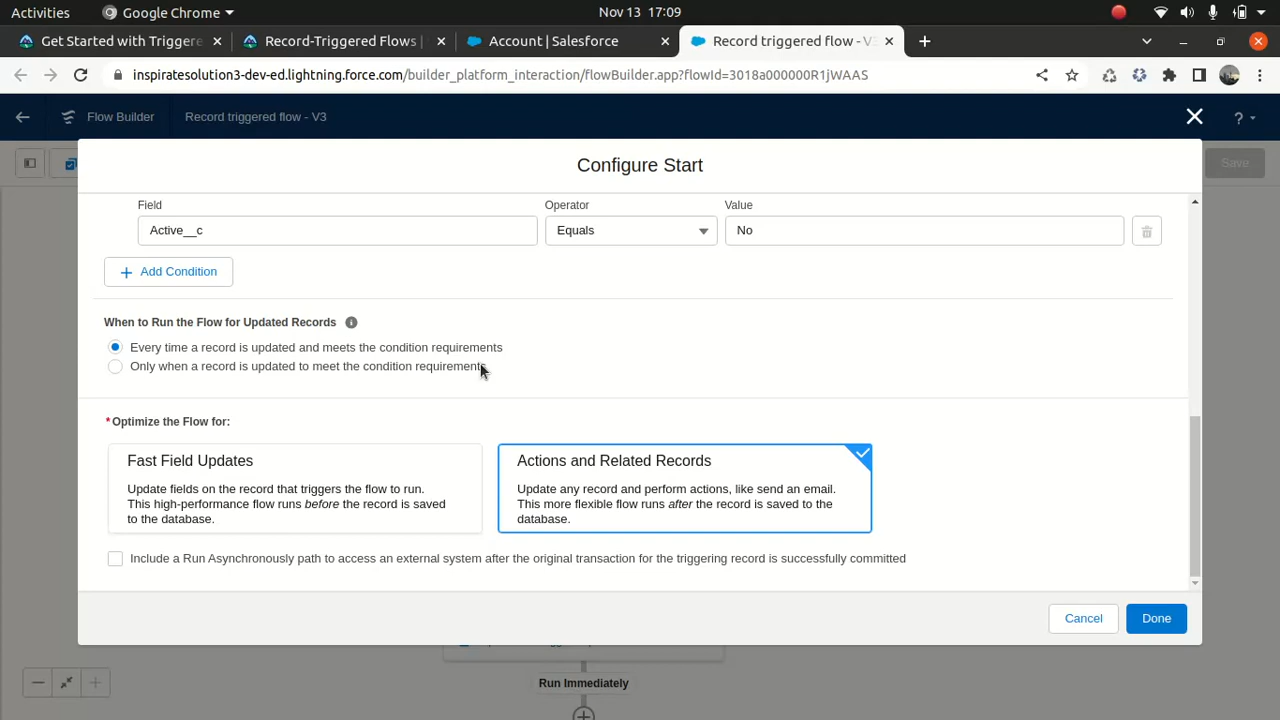 Activities
Google Chrome
Nov 13 17:09
Get Started with Triggere
Record-Triggered Flows |
Account | Salesforce
Record triggered flow - V3
inspiratesolution3-dev-ed.lightning.force.com/builder_platform_interaction/flowBuilder.app?flowId=3018a000000R1jWAAS
Flow Builder
Record triggered flow - V3
?
Save
Configure Start
Field
Operator
Value
Active__c
Equals
No
+ Add Condition
When to Run the Flow for Updated Records
Every time a record is updated and meets the condition requirements
Only when a record is updated to meet the condition requirements
*Optimize the Flow for:
Fast Field Updates
Update fields on the record that triggers the flow to run.
This high-performance flow runs before the record is saved
to the database.
Actions and Related Records
Update any record and perform actions, like send an email.
This more flexible flow runs after the record is saved to the
database.
Include a Run Asynchronously path to access an external system after the original transaction for the triggering record is successfully committed
Cancel
Done
Run Immediately